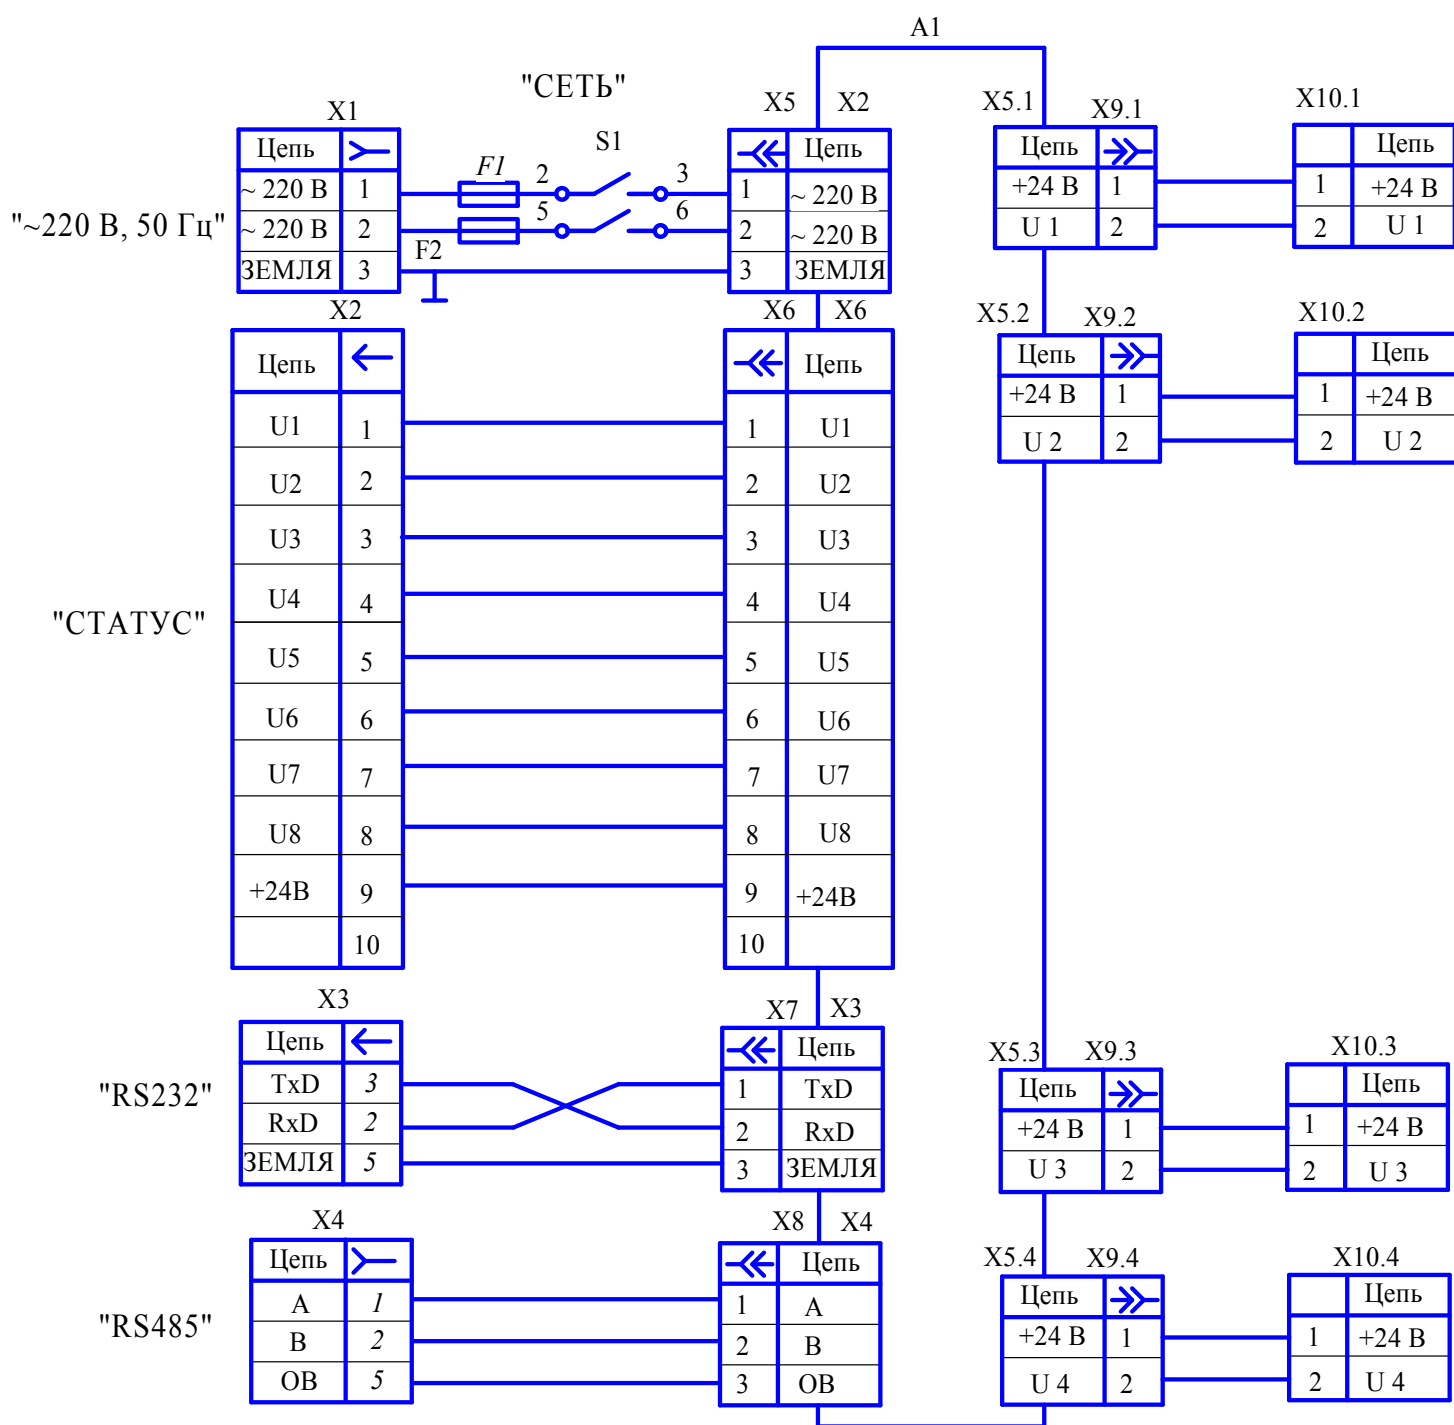 A1
"СЕТЬ"
X1
Цепь
~ 220 В 1
~ 220 В 2
ЗЕМЛЯ 3
"~220 В, 50 Гц"
F1
F2
S1
2 3
5 6
X5 X2
Цепь
1 ~ 220 В
2 ~ 220 В
3 ЗЕМЛЯ
X2
Цепь
U1 1
U2 2
U3 3
U4 4
U5 5
U6 6
U7 7
U8 8
+24В 9
10
"СТАТУС"
X6 X6
Цепь
1 U1
2 U2
3 U3
4 U4
5 U5
6 U6
7 U7
8 U8
9 +24В
10
X3
Цепь
TxD 3
RxD 2
ЗЕМЛЯ 5
"RS232"
X7 X3
Цепь
1 TxD
2 RxD
3 ЗЕМЛЯ
X4
Цепь
A 1
B 2
ОВ 5
"RS485"
X8 X4
Цепь
1 A
2 B
3 ОВ
X5.1 X9.1
Цепь
+24 В 1
U 1 2
X10.1
Цепь
1 +24 В
2 U 1
X5.2 X9.2
Цепь
+24 В 1
U 2 2
X10.2
Цепь
1 +24 В
2 U 2
X5.3 X9.3
Цепь
+24 В 1
U 3 2
X10.3
Цепь
1 +24 В
2 U 3
X5.4 X9.4
Цепь
+24 В 1
U 4 2
X10.4
Цепь
1 +24 В
2 U 4